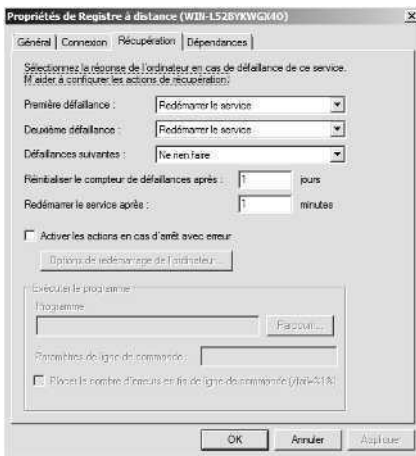 Propriétés de Registre à distance (WIN-L52BYKWGX4O)
Général Connexion Récupération Dépendances
Sélectionnez la réponse de l'ordinateur en cas de défaillance de ce service.
M'aider à configurer les actions de récupération.
Première défaillance : Redémarrer le service
Deuxième défaillance : Redémarrer le service
Défaillances suivantes : Ne rien faire
Réinitialiser le compteur de défaillances après : 1 jours
Redémarrer le service après : 1 minutes
Activer les actions en cas d'arrêt avec erreur
Options de redémarrage de l'ordinateur...
Exécuter le programme
Programme
Parcourir...
Paramètres de ligne de commande :
Placer le nombre d'erreurs en fin de ligne de commande (/fail=%1%)
OK Annuler Appliquer